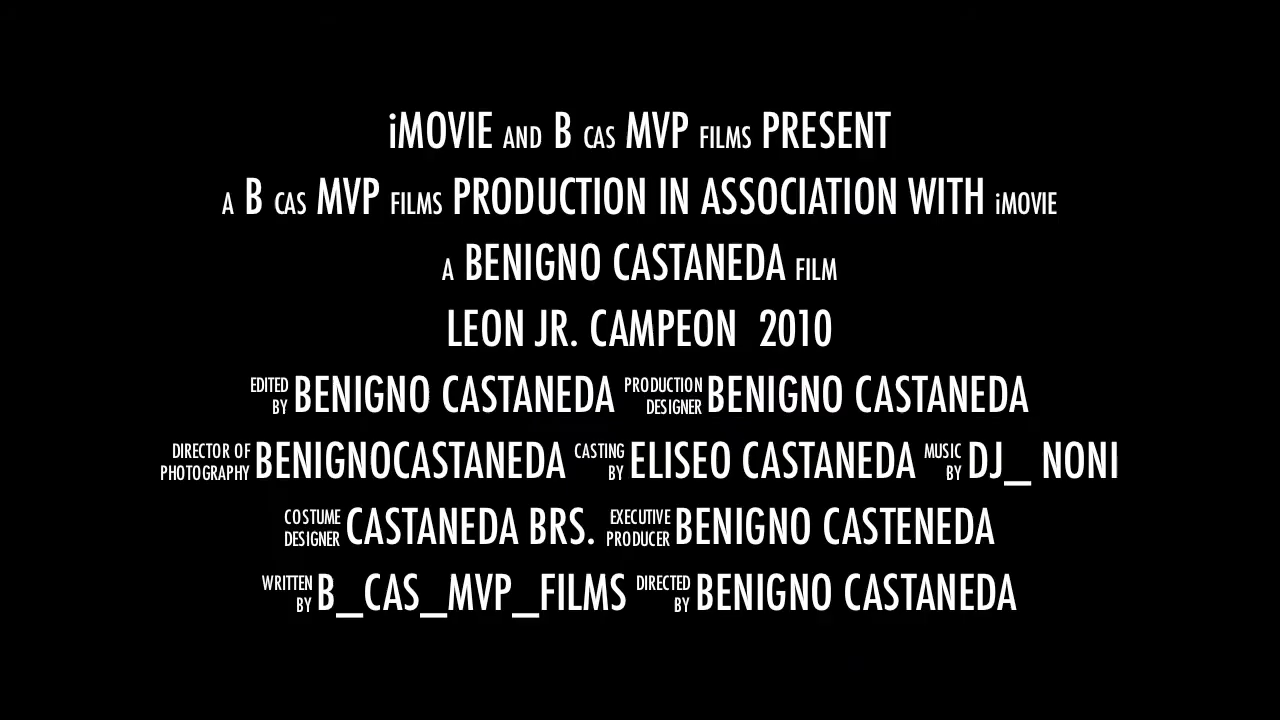 iMOVIE AND B CAS MVP FILMS PRESENT
A B CAS MVP FILMS PRODUCTION IN ASSOCIATION WITH iMOVIE
A BENIGNO CASTANEDA FILM
LEON JR. CAMPEON 2010
EDITED BY BENIGNO CASTANEDA PRODUCTION DESIGNER BENIGNO CASTANEDA
DIRECTOR OF PHOTOGRAPHY BENIGNOCASTANEDA CASTING BY ELISEO CASTANEDA MUSIC BY DJ_ NONI
COSTUME DESIGNER CASTANEDA BRS. EXECUTIVE PRODUCER BENIGNO CASTENEDA
WRITTEN BY B_CAS_MVP_FILMS DIRECTED BY BENIGNO CASTANEDA